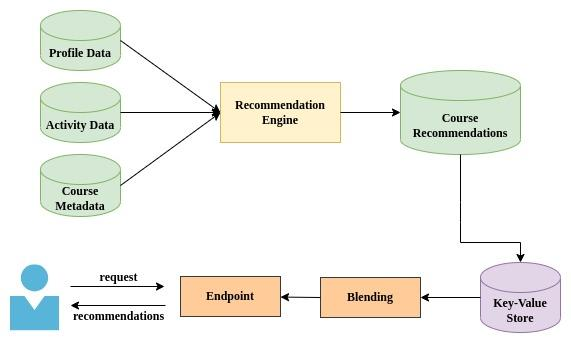 Profile Data
Activity Data
Course
Metadata
Recommendation
Engine
Course
Recommendations
request
recommendations
Endpoint
Blending
Key-Value
Store